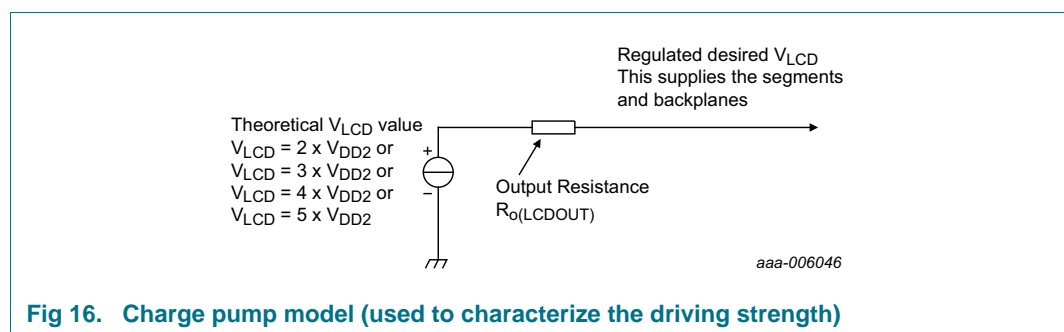 Regulated desired VLCD
This supplies the segments
and backplanes
Theoretical VLCD value
VLCD = 2 x VDD2 or
VLCD = 3 x VDD2 or
VLCD = 4 x VDD2 or
VLCD = 5 x VDD2
+
−
Output Resistance
Ro(LCDOUT)
aaa-006046
Fig 16. Charge pump model (used to characterize the driving strength)